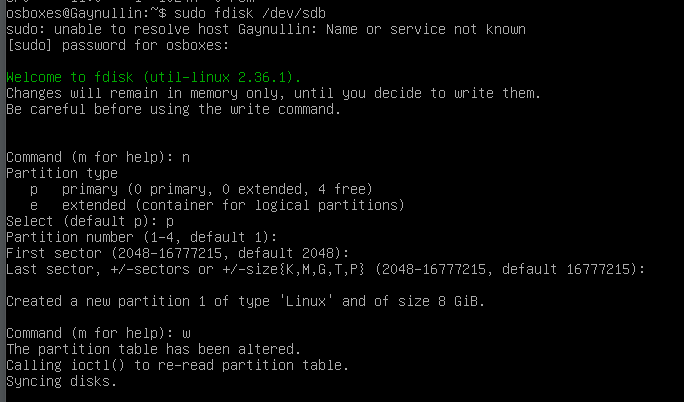 osboxes@Gaynullin:~$ sudo fdisk /dev/sdb
sudo: unable to resolve host Gaynullin: Name or service not known
[sudo] password for osboxes:
Welcome to fdisk (util-linux 2.36.1).
Changes will remain in memory only, until you decide to write them.
Be careful before using the write command.
Command (m for help): n
Partition type
p   primary (0 primary, 0 extended, 4 free)
e   extended (container for logical partitions)
Select (default p): p
Partition number (1-4, default 1):
First sector (2048-16777215, default 2048):
Last sector, +/-sectors or +/-size{K,M,G,T,P} (2048-16777215, default 16777215):
Created a new partition 1 of type 'Linux' and of size 8 GiB.
Command (m for help): w
The partition table has been altered.
Calling ioctl() to re-read partition table.
Syncing disks.